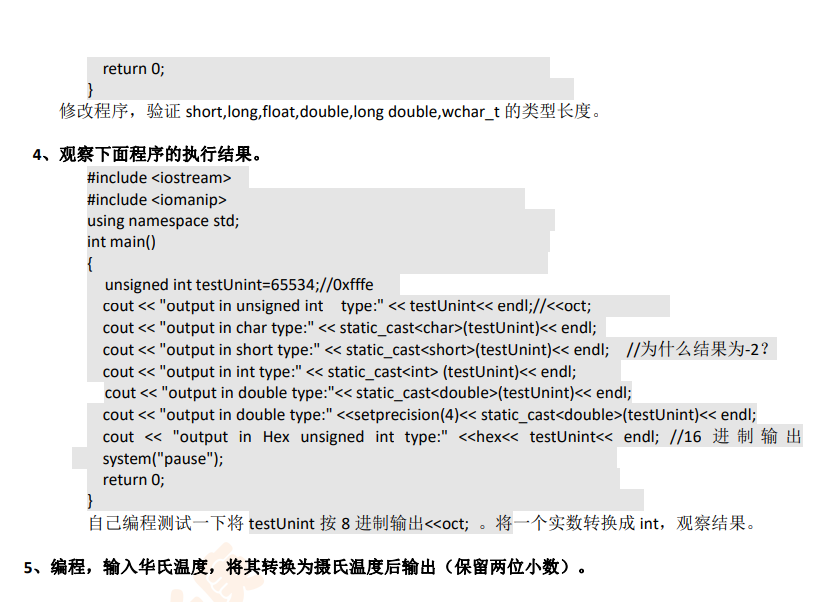 return 0;
}
修改程序，验证 short,long,float,double,long double,wchar_t 的类型长度。
4、观察下面程序的执行结果。
#include <iostream>
#include <iomanip>
using namespace std;
int main()
{
unsigned int testUnint=65534;//0xfffe
cout << "output in unsigned int type:" << testUnint<< endl;//<<oct;
cout << "output in char type:" << static_cast<char>(testUnint)<< endl;
cout << "output in short type:" << static_cast<short>(testUnint)<< endl; //为什么结果为-2？
cout << "output in int type:" << static_cast<int> (testUnint)<< endl;
cout << "output in double type:"<< static_cast<double>(testUnint)<< endl;
cout << "output in double type:" <<setprecision(4)<< static_cast<double>(testUnint)<< endl;
cout << "output in Hex unsigned int type:" <<hex<< testUnint<< endl; //16 进制输出
system("pause");
return 0;
}
自己编程测试一下将 testUnint 按 8 进制输出<<oct; 。将一个实数转换成 int，观察结果。
5、编程，输入华氏温度，将其转换为摄氏温度后输出（保留两位小数）。